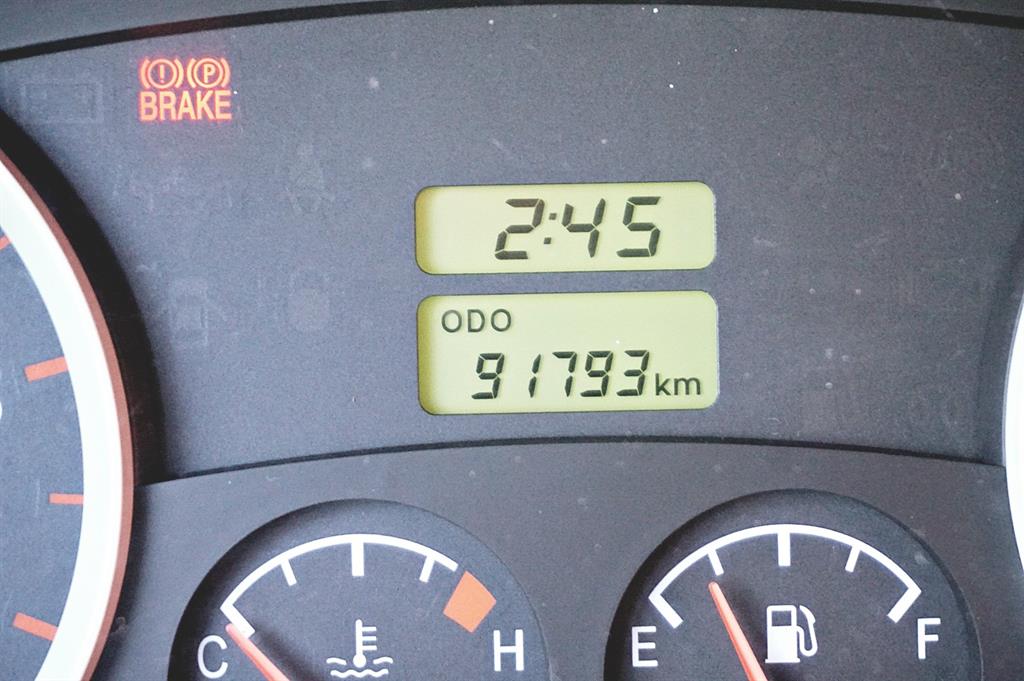 (!) (P)
BRAKE
2:45
ODO
91793 km
C H
E F